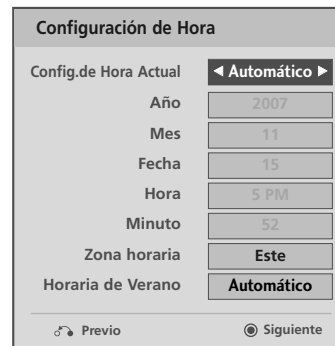 Configuración de Hora
Config.de Hora Actual ◄ Automático ►
Año 2007
Mes 11
Fecha 15
Hora 5 PM
Minuto 52
Zona horaria Este
Horaria de Verano Automático
Previo Siguiente